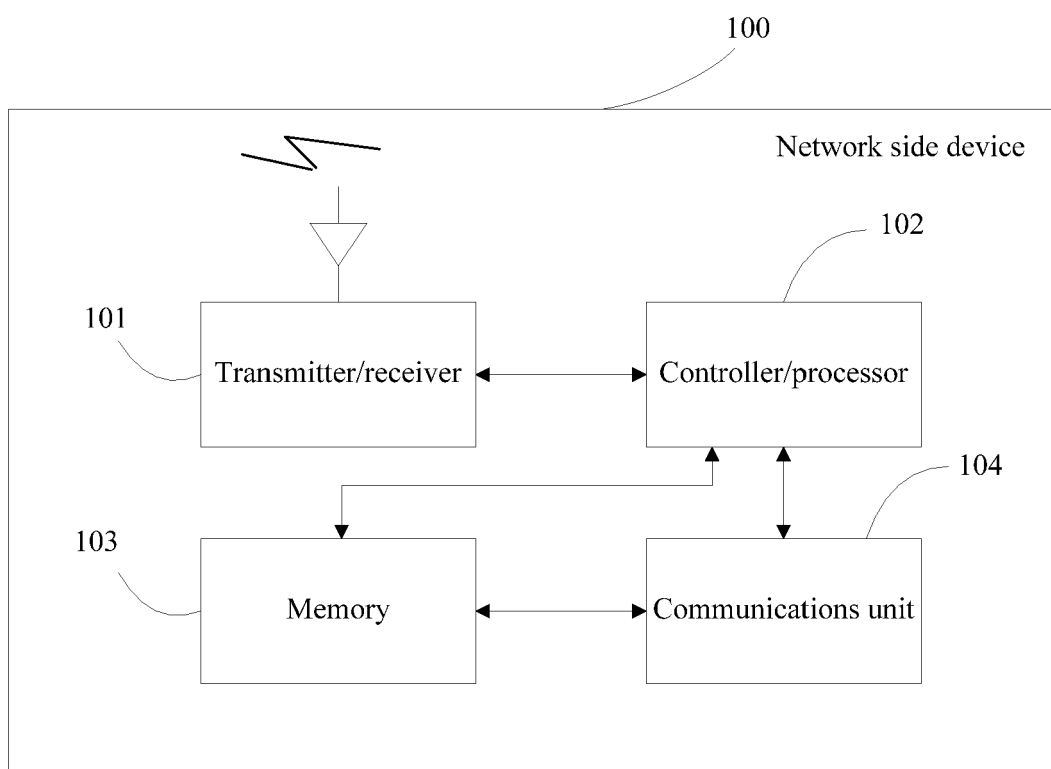 100
Network side device
102
101
Transmitter/receiver
Controller/processor
104
103
Memory
Communications unit